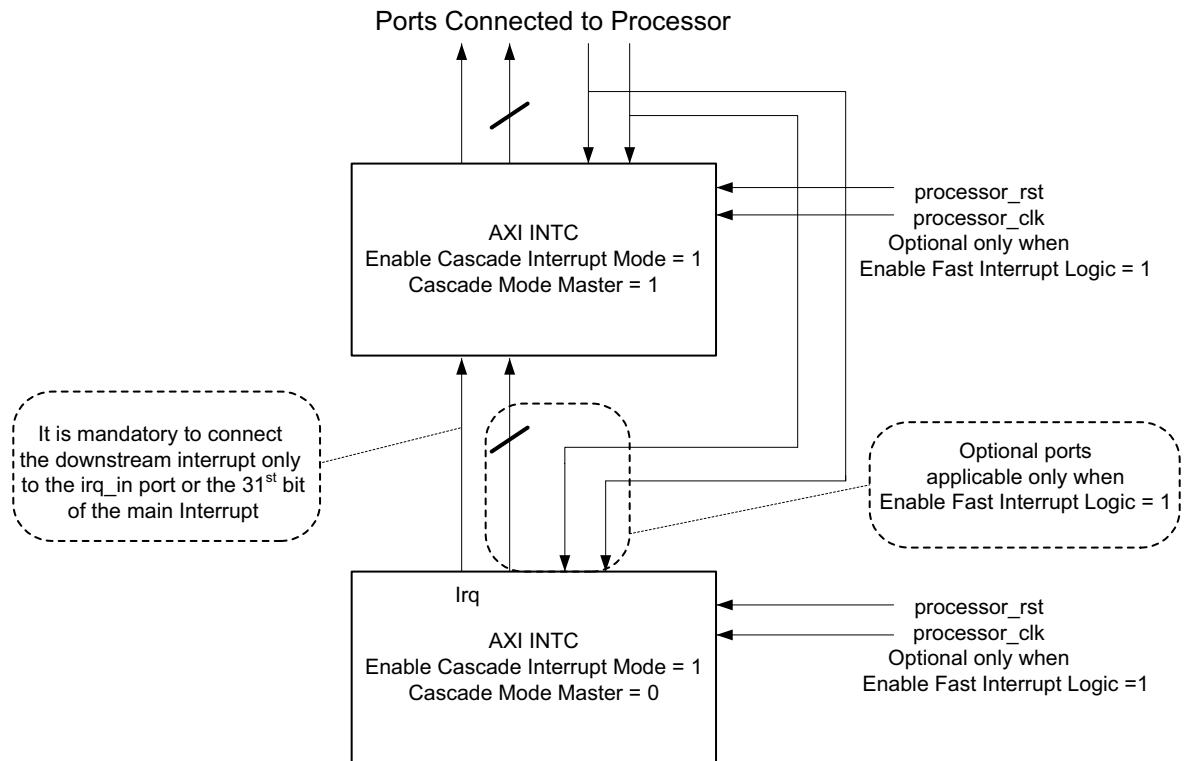 Ports Connected to Processor
processor_rst
processor_clk
Optional only when
Enable Fast Interrupt Logic = 1
AXI INTC
Enable Cascade Interrupt Mode = 1
Cascade Mode Master = 1
It is mandatory to connect
the downstream interrupt only
to the irq_in port or the 31st bit
of the main Interrupt
Optional ports
applicable only when
Enable Fast Interrupt Logic = 1
Irq
AXI INTC
Enable Cascade Interrupt Mode = 1
Cascade Mode Master = 0
processor_rst
processor_clk
Optional only when
Enable Fast Interrupt Logic =1